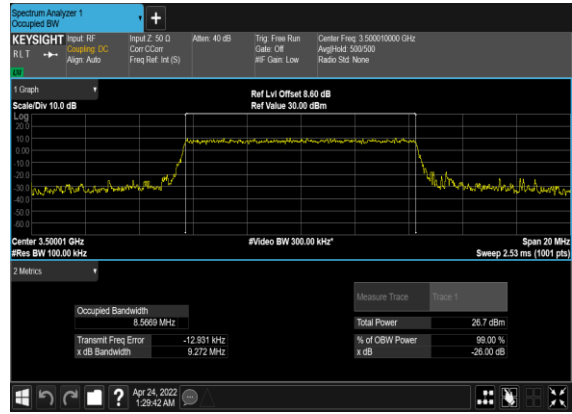 Spectrum Analyzer 1
Occupied BW
+
KEYSIGHT Input: RF Input Z: 50 Ω Atten: 40 dB Trig: Free Run Center Freq: 3.500010000 GHz
RLT Coupling: DC Corr CCorr Gate: Off Avg|Hold: 500/500
Align: Auto Freq Ref: Int (S) #IF Gain: Low Radio Std: None
1 Graph
Ref Lvl Offset 8.60 dB
Scale/Div 10.0 dB Ref Value 30.00 dBm
Log
20.0
10.0
0.00
-10.0
-20.0
-30.0
-40.0
-50.0
-60.0
Center 3.50001 GHz #Video BW 300.00 kHz* Span 20 MHz
#Res BW 100.00 kHz Sweep 2.53 ms (1001 pts)
2 Metrics
Measure Trace Trace 1
Occupied Bandwidth
8.5669 MHz Total Power 26.7 dBm
Transmit Freq Error -12.931 kHz % of OBW Power 99.00 %
x dB Bandwidth 9.272 MHz x dB -26.00 dB
? Apr 24, 2022
1:29:42 AM